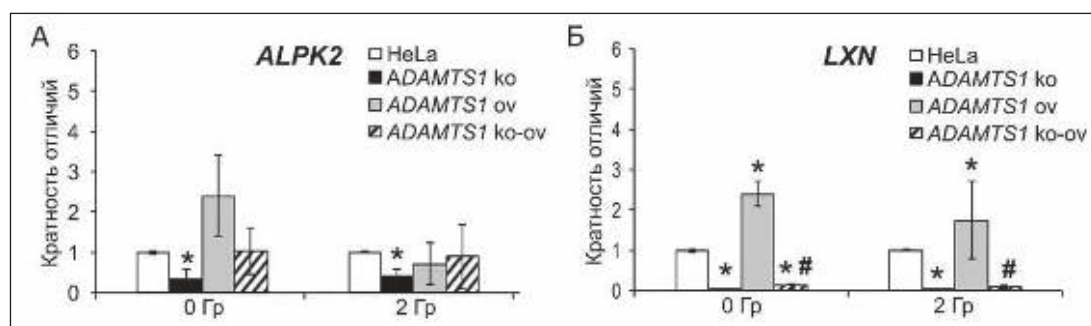 А
ALPK2
Кратность отличий
6
5
4
3
2
1
0
HeLa
ADAMTS1 ko
ADAMTS1 ov
ADAMTS1 ko-ov
*
*
0 Гр
2 Гр
Б
LXN
Кратность отличий
6
5
4
3
2
1
0
HeLa
ADAMTS1 ko
ADAMTS1 ov
ADAMTS1 ko-ov
*
*
* #
*
*
#
0 Гр
2 Гр